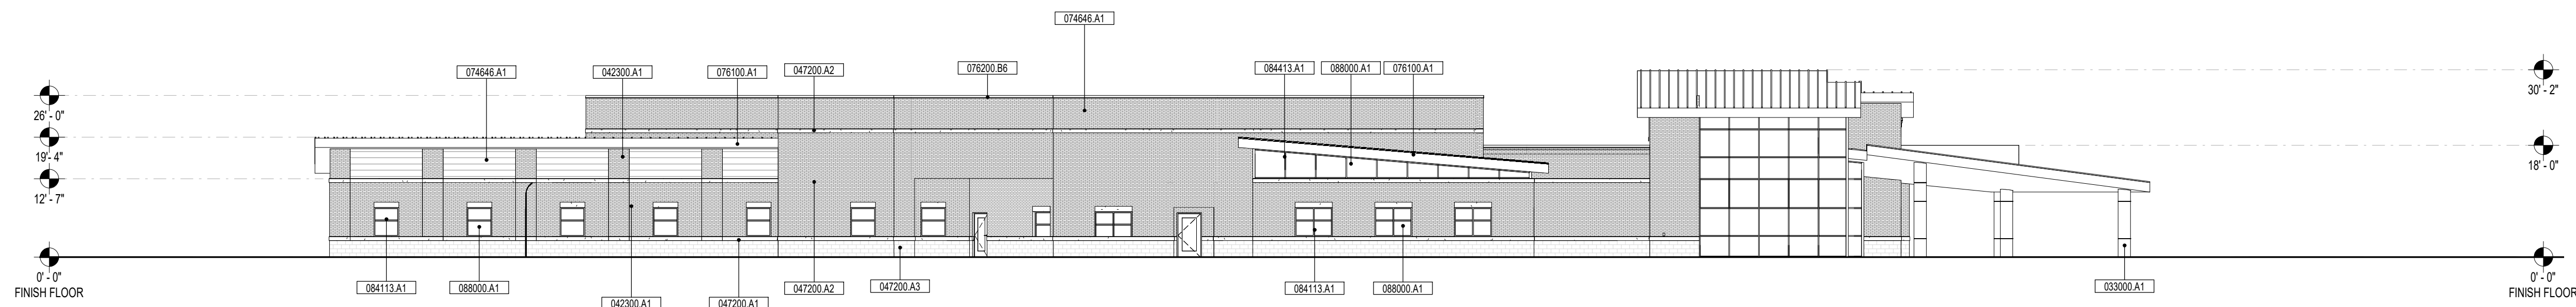 074646.A1
074646.A1
042300.A1
076100.A1
047200.A2
076200.B6
084413.A1
088000.A1
076100.A1
26' - 0"
30' - 2"
19'- 4"
18' - 0"
12' - 7"
0' - 0"
FINISH FLOOR
0' - 0"
FINISH FLOOR
084113.A1
088000.A1
042300.A1
047200.A1
047200.A2
047200.A3
084113.A1
088000.A1
033000.A1